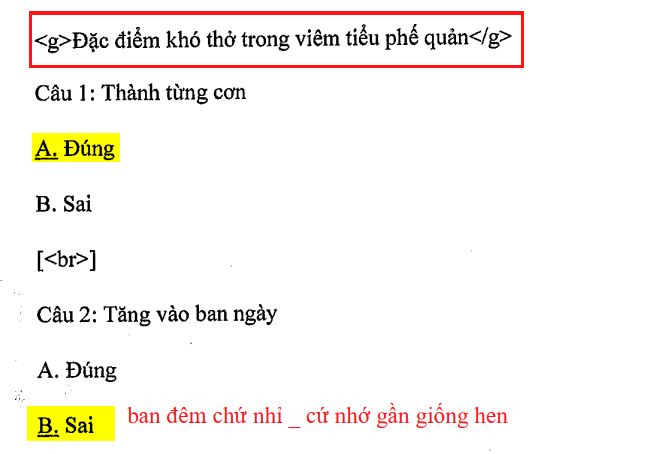 <g>Đặc điểm khó thở trong viêm tiểu phế quản</g>
Câu 1: Thành từng cơn
A. Đúng
B. Sai
[<br>]
Câu 2: Tăng vào ban ngày
A. Đúng
B. Sai ban đêm chứ nhỉ _ cứ nhớ gần giống hen